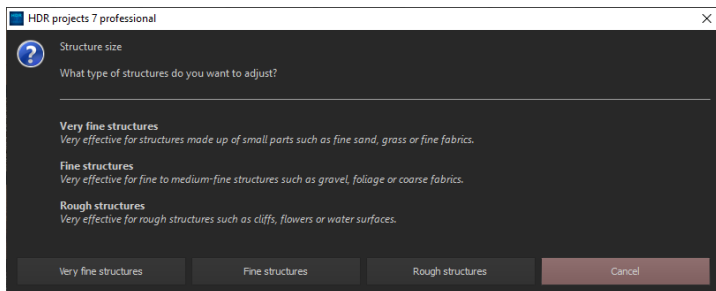 HDR projects 7 professional
Structure size
What type of structures do you want to adjust?
Very fine structures
Very effective for structures made up of small parts such as fine sand, grass or fine fabrics.
Fine structures
Very effective for fine to medium-fine structures such as gravel, foliage or coarse fabrics.
Rough structures
Very effective for rough structures such as cliffs, flowers or water surfaces.
Very fine structures Fine structures Rough structures Cancel